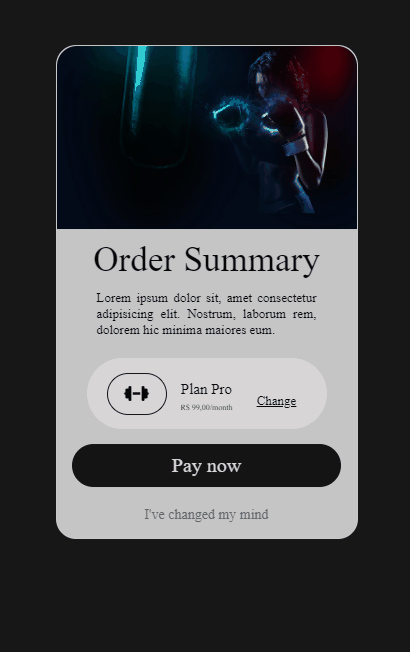 Order Summary
Lorem ipsum dolor sit, amet consectetur
adipisicing elit. Nostrum, laborum rem,
dolorem hic minima maiores eum.
Plan Pro
RS 99,00/month
Change
Pay now
I've changed my mind